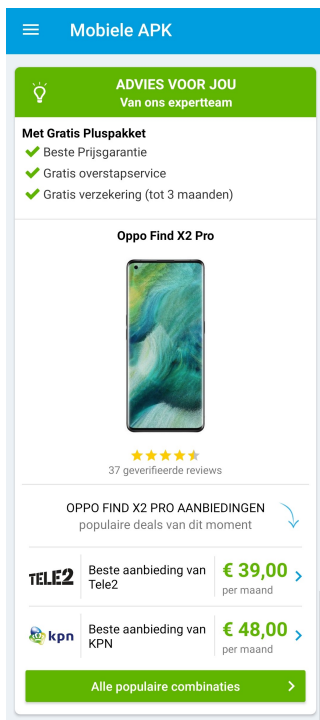 Mobiele APK
ADVIES VOOR JOU
Van ons expertteam
Met Gratis Pluspakket
Beste Prijsgarantie
Gratis overstapservice
Gratis verzekering (tot 3 maanden)
Oppo Find X2 Pro
37 geverifieerde reviews
OPPO FIND X2 PRO AANBIEDINGEN
populaire deals van dit moment
TELE2
Beste aanbieding van
Tele2
€ 39,00
per maand
kpn
Beste aanbieding van
KPN
€ 48,00
per maand
Alle populaire combinaties